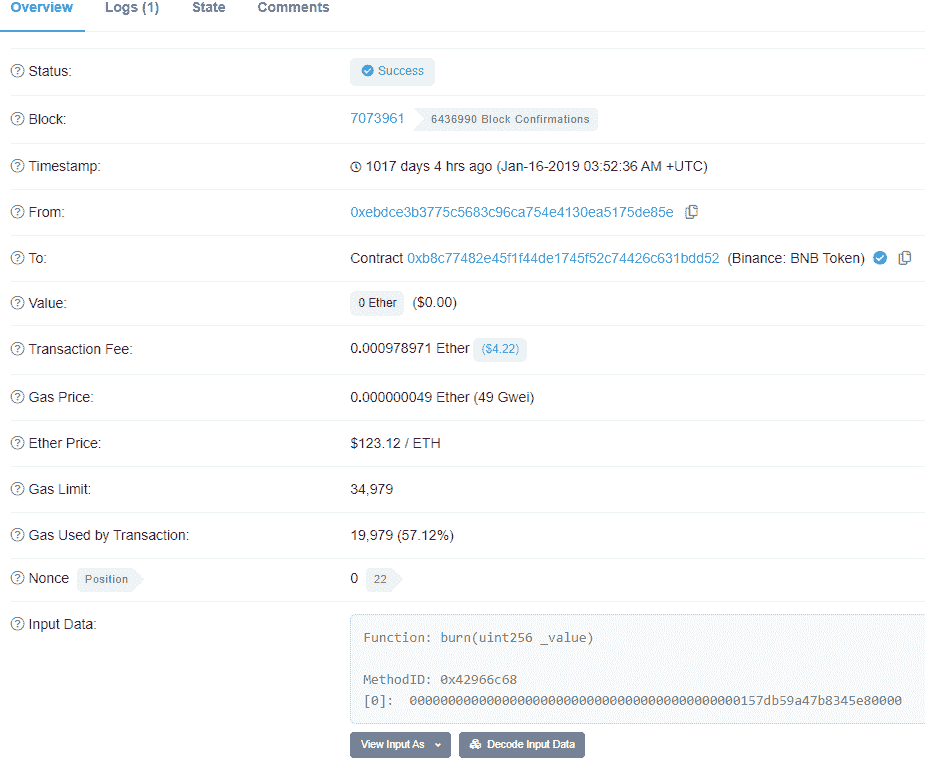 Overview Logs (1) State Comments
Status: Success
Block: 7073961 6436990 Block Confirmations
Timestamp: 1017 days 4 hrs ago (Jan-16-2019 03:52:36 AM +UTC)
From: 0xebdce3b3775c5683c96ca754e4130ea5175de85e
To: Contract 0xb8c77482e45f1f44de1745f52c74426c631bdd52 (Binance: BNB Token)
Value: 0 Ether ($0.00)
Transaction Fee: 0.000978971 Ether ($4.22)
Gas Price: 0.000000049 Ether (49 Gwei)
Ether Price: $123.12 / ETH
Gas Limit: 34,979
Gas Used by Transaction: 19,979 (57.12%)
Nonce Position 0 22
Input Data:
Function: burn(uint256 _value)
MethodID: 0x42966c68
[0]: 0000000000000000000000000000000000000000000157db59a47b8345e80000
View Input As Decode Input Data